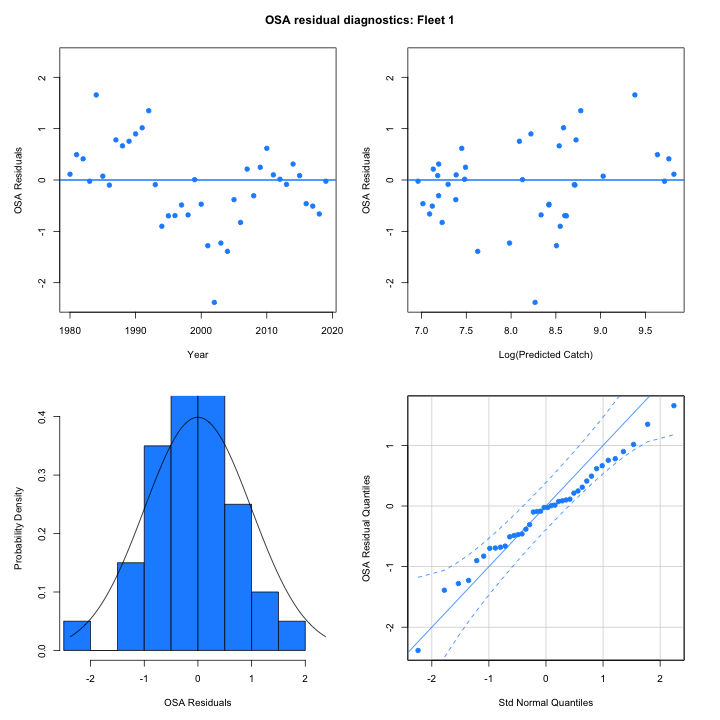 OSA residual diagnostics: Fleet 1
OSA Residuals
2
1
0
-1
-2
1980 1990 2000 2010 2020
Year
OSA Residuals
2
1
0
-1
-2
7.0 7.5 8.0 8.5 9.0 9.5
Log(Predicted Catch)
Probability Density
0.4
0.3
0.2
0.1
0.0
-2 -1 0 1 2
OSA Residuals
OSA Residual Quantiles
1
0
-1
-2
-2 -1 0 1 2
Std Normal Quantiles